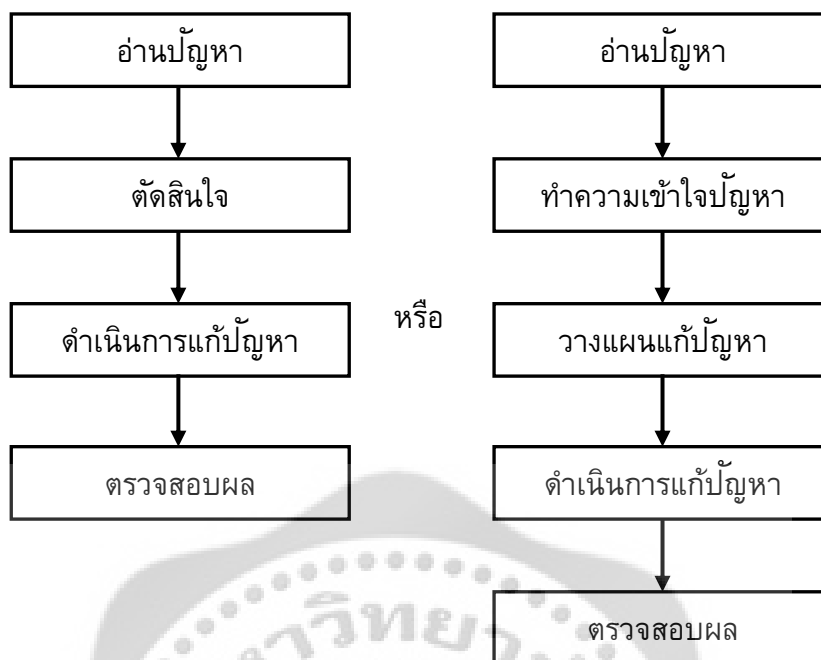 อ่านปัญหา
ตัดสินใจ
ดำเนินการแก้ปัญหา
ตรวจสอบผล
หรือ
อ่านปัญหา
ทำความเข้าใจปัญหา
วางแผนแก้ปัญหา
ดำเนินการแก้ปัญหา
ตรวจสอบผล